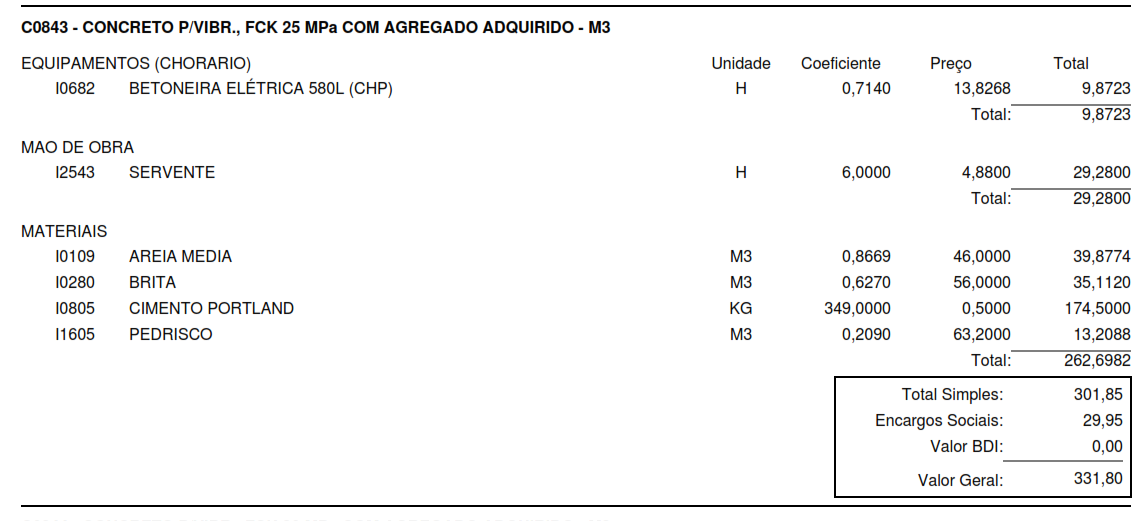 C0843 - CONCRETO P/VIBR., FCK 25 MPa COM AGREGADO ADQUIRIDO - M3
EQUIPAMENTOS (CHORARIO) Unidade Coeficiente Preço Total
I0682 BETONEIRA ELÉTRICA 580L (CHP) H 0,7140 13,8268 9,8723
Total: 9,8723
MAO DE OBRA
I2543 SERVENTE H 6,0000 4,8800 29,2800
Total: 29,2800
MATERIAIS
I0109 AREIA MEDIA M3 0,8669 46,0000 39,8774
I0280 BRITA M3 0,6270 56,0000 35,1120
I0805 CIMENTO PORTLAND KG 349,0000 0,5000 174,5000
I1605 PEDRISCO M3 0,2090 63,2000 13,2088
Total: 262,6982
Total Simples: 301,85
Encargos Sociais: 29,95
Valor BDI: 0,00
Valor Geral: 331,80